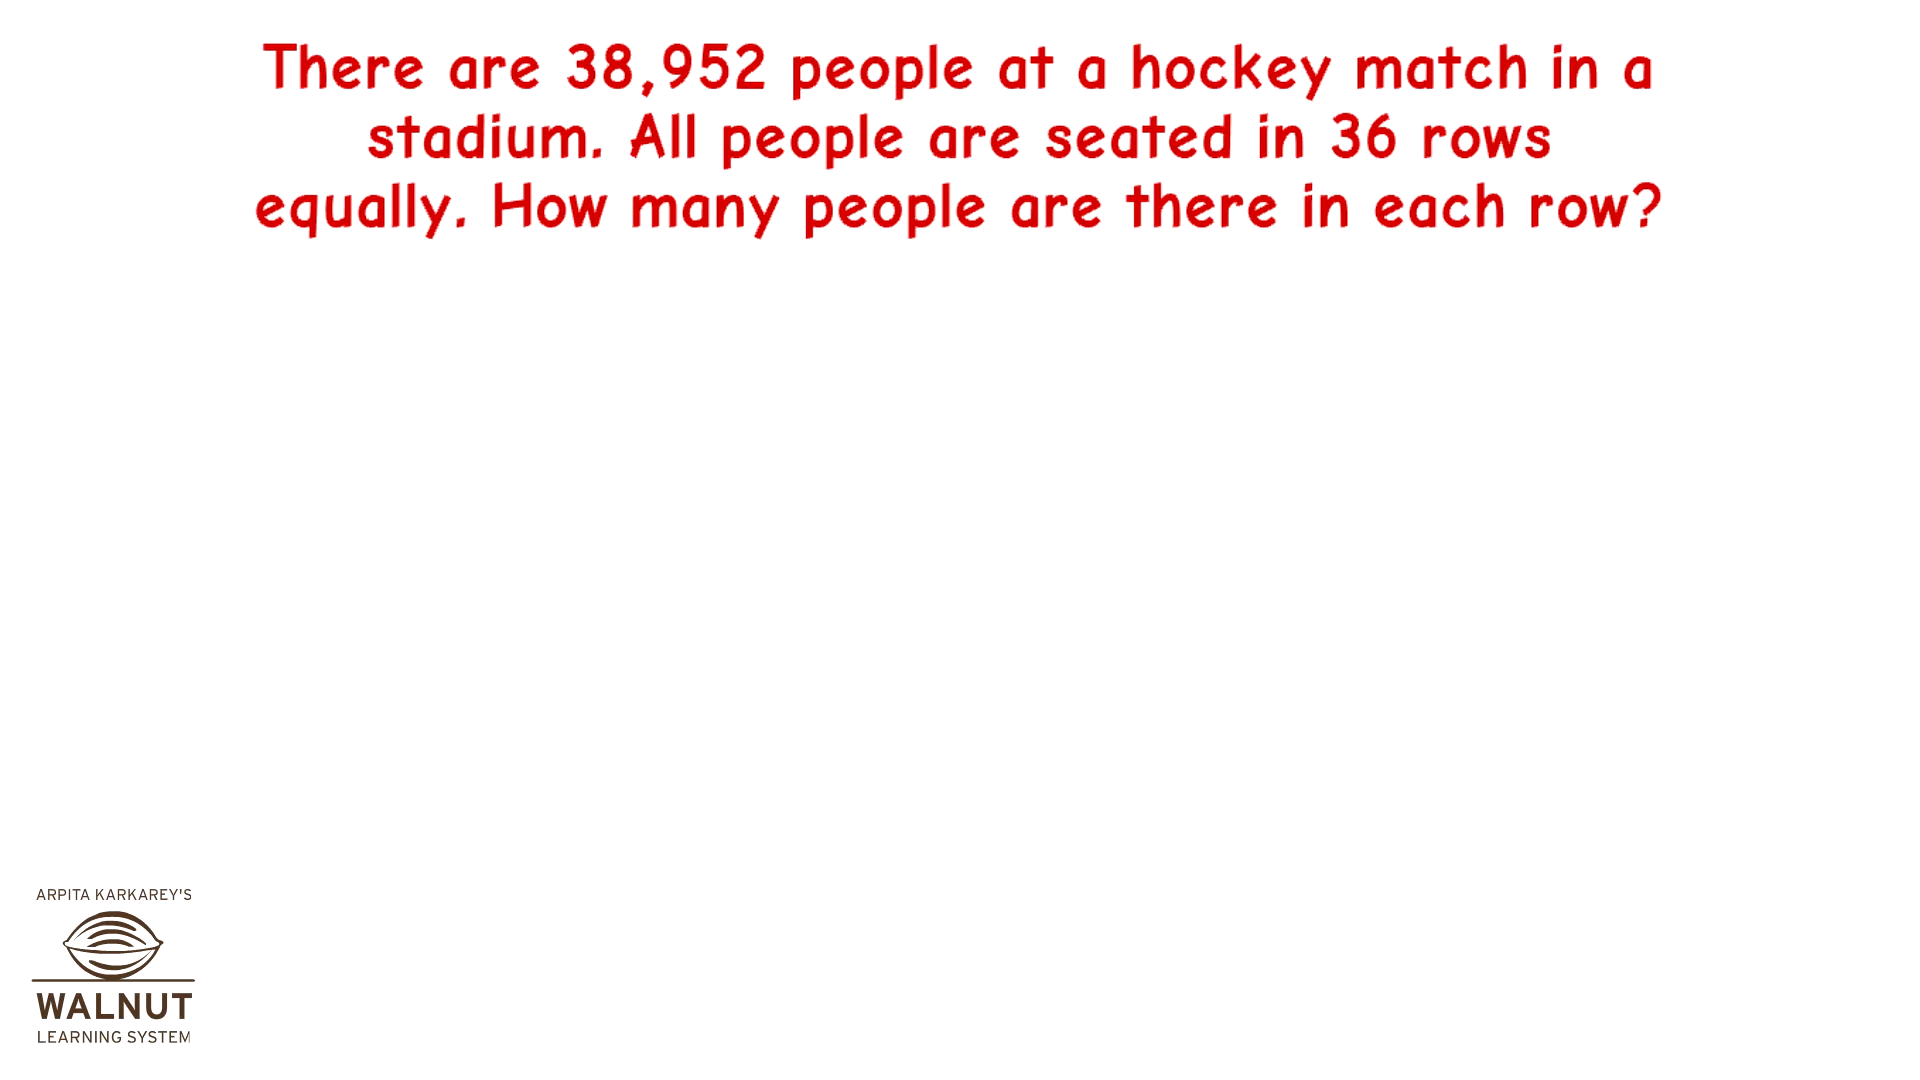 There are 38,952 people at a hockey match in a
stadium. All people are seated in 36 rows
equally. How many people are there in each row?
ARPITA KARKAREY'S
WALNUT
LEARNING SYSTEM